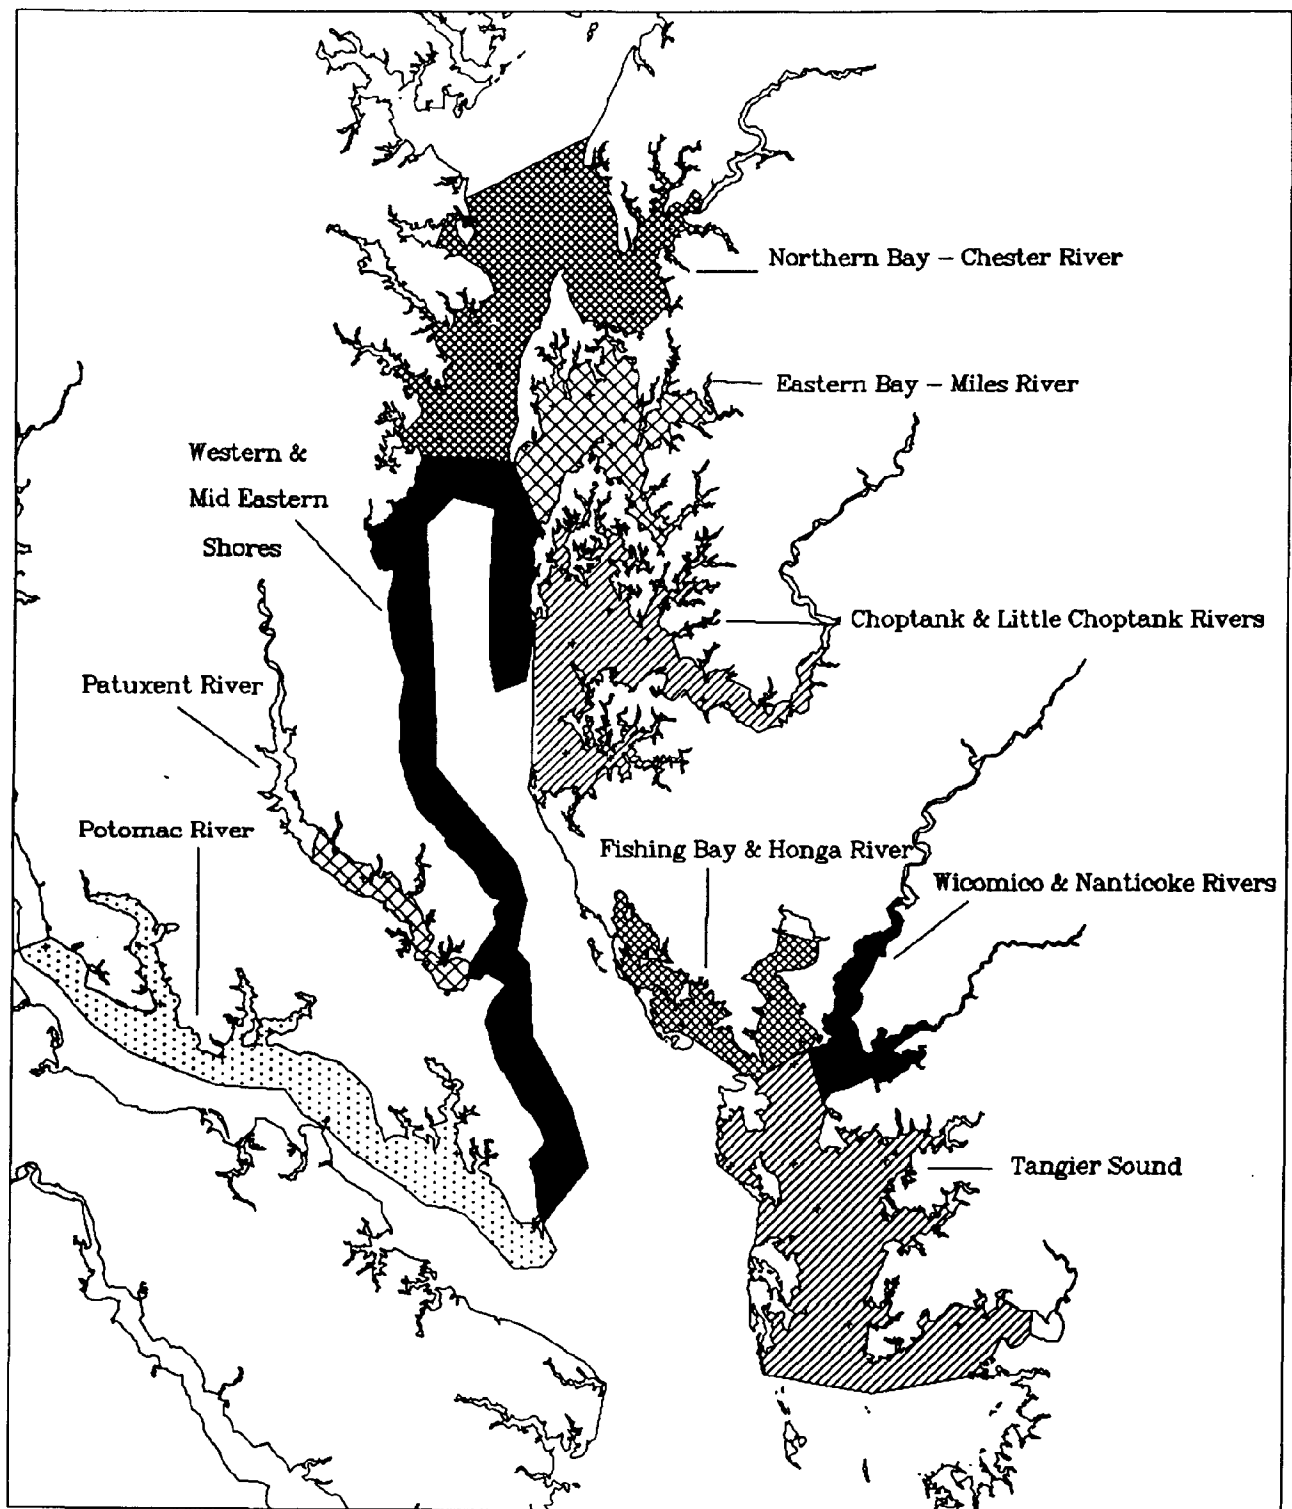 Northern Bay – Chester River
Eastern Bay – Miles River
Western &
Mid Eastern
Shores
Choptank & Little Choptank Rivers
Patuxent River
Potomac River
Fishing Bay & Honga River
Wicomico & Nanticoke Rivers
Tangier Sound